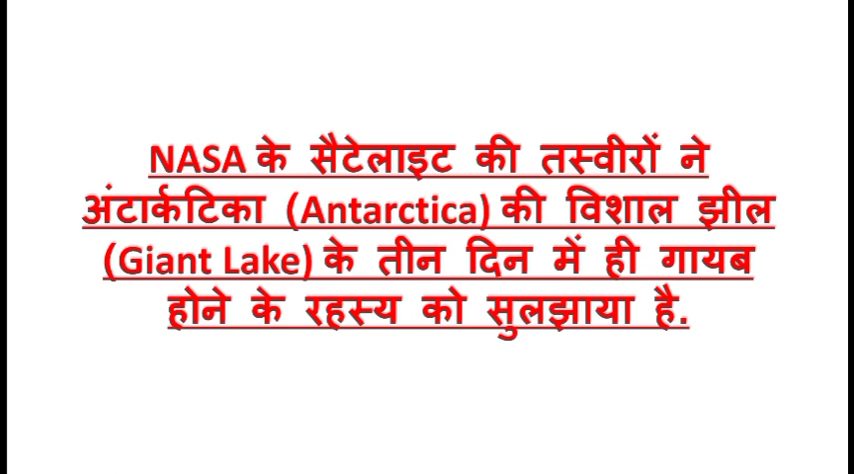 NASA के सैटेलाइट की तस्वीरों ने
अंटार्कटिका (Antarctica) की विशाल झील
(Giant Lake) के तीन दिन में ही गायब
होने के रहस्य को सुलझाया है.